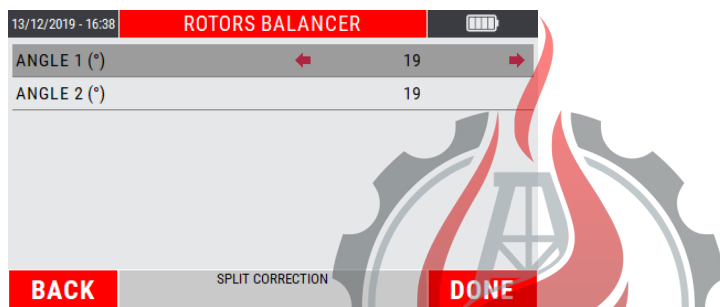 13/12/2019 - 16:38 ROTORS BALANCER
ANGLE 1 (°) 19
ANGLE 2 (°) 19
BACK SPLIT CORRECTION DONE